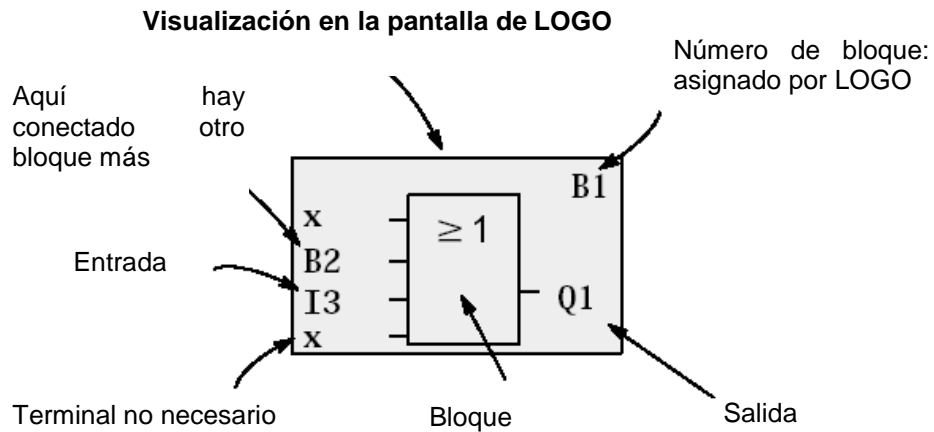 Visualización en la pantalla de LOGO
Número de bloque:
asignado por LOGO
Aquí hay
conectado otro
bloque más
B1
x
≥ 1
B2
Entrada
I3
Q1
x
Terminal no necesario
Bloque
Salida